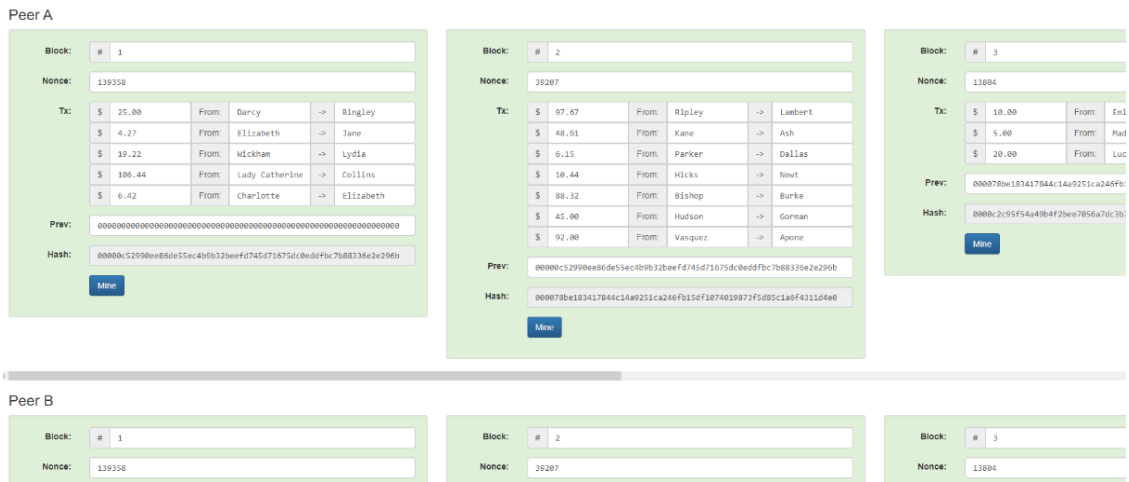 Peer A
Block: # 1
Nonce: 139358
Tx: $ 25.00 From: Darcy -> Bingley
$ 4.27 From: Elizabeth -> Jane
$ 19.22 From: Wickham -> Lydia
$ 106.44 From: Lady Catherine -> Collins
$ 6.42 From: Charlotte -> Elizabeth
Prev: 0000000000000000000000000000000000000000000000000000000000000000
Hash: 00000c52990ee86de55ec4b9b32beefd745d71675dc0eddfbc7b88336e2e296b
Mine
Block: # 2
Nonce: 39207
Tx: $ 97.67 From: Ripley -> Lambert
$ 48.61 From: Kane -> Ash
$ 6.15 From: Parker -> Dallas
$ 10.44 From: Hicks -> Newt
$ 88.32 From: Bishop -> Burke
$ 45.00 From: Hudson -> Gorman
$ 92.00 From: Vasquez -> Apone
Prev: 00000c52990ee86de55ec4b9b32beefd745d71675dc0eddfbc7b88336e2e296b
Hash: 000078be183417844c14a9251ca246fb15df1074019873f5d85c1a6f4311d4e0
Mine
Block: # 3
Nonce: 13804
Tx: $ 10.00 From: Emi
$ 5.00 From: Mad
$ 20.00 From: Luc
Prev: 000078be183417844c14a9251ca246fb1
Hash: 0000c2c95f54a49b4f2bee7056a7dc3b7
Mine
Peer B
Block: # 1
Nonce: 139358
Block: # 2
Nonce: 39207
Block: # 3
Nonce: 13804